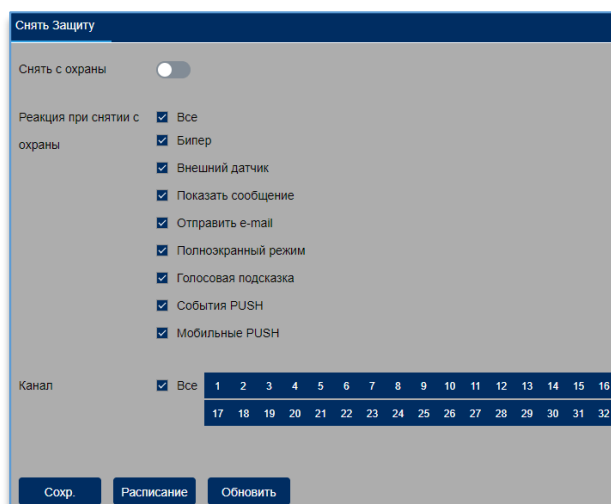 Снять Защиту
Снять с охраны
Реакция при снятии с охраны
Все
Бипер
Внешний датчик
Показать сообщение
Отправить e-mail
Полноэкранный режим
Голосовая подсказка
События PUSH
Мобильные PUSH
Канал
Все 1 2 3 4 5 6 7 8 9 10 11 12 13 14 15 16
17 18 19 20 21 22 23 24 25 26 27 28 29 30 31 32
Сохр. Расписание Обновить